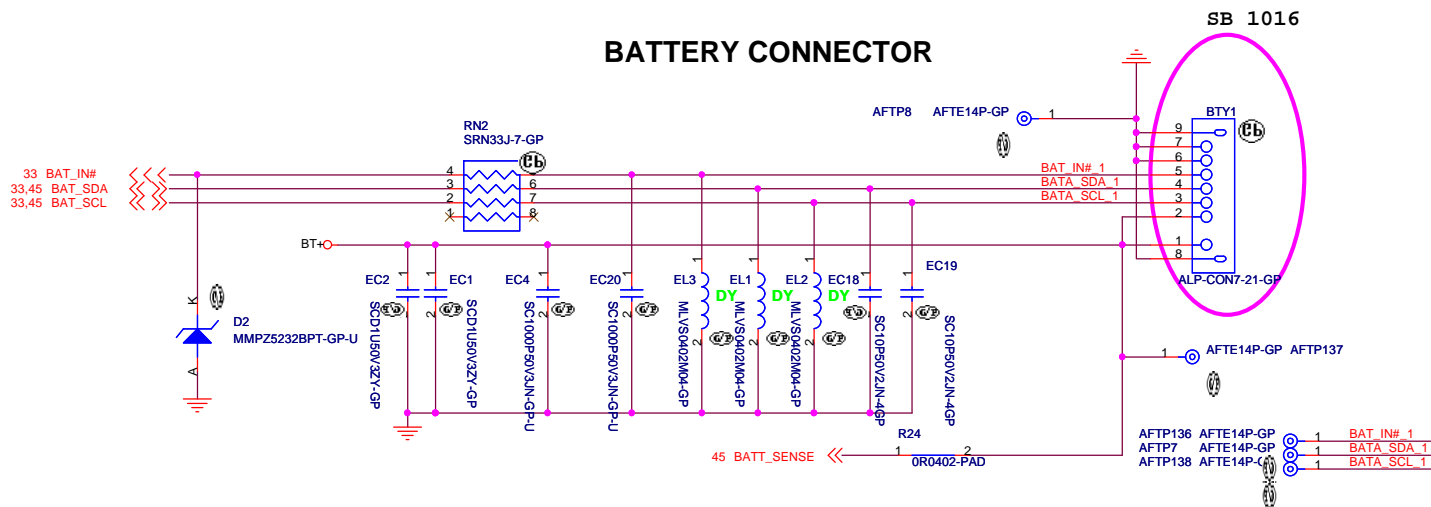 SB 1016
BATTERY CONNECTOR
AFTP8 AFTE14P-GP 1
BTY1
RN2
SRN33J-7-GP
33 BAT_IN#
33,45 BAT_SDA
33,45 BAT_SCL
4
3
2
1
6
7
8
BAT_IN#_1
BATA_SDA_1
BATA_SCL_1
9
7
6
5
4
3
2
1
8
ALP-CON7-21-GP
BT+
EC2 1 2
SCD1U50V3ZY-GP
EC1 1 2
SCD1U50V3ZY-GP
EC4 1 2
SC1000P50V3JN-GP-U
EC20 1 2
SC1000P50V3JN-GP-U
EL3 1 2
DY
MLVS0402M04-GP
EL1 1 2
DY
MLVS0402M04-GP
EL2 1 2
DY
MLVS0402M04-GP
EC18 1 2
SC10P50V2JN-4GP
EC19 1 2
SC10P50V2JN-4GP
K
D2
MMPZ5232BPT-GP-U
A
1 AFTE14P-GP AFTP137
R24
45 BATT_SENSE 1 2
0R0402-PAD
AFTP136 AFTE14P-GP 1 BAT_IN#_1
AFTP7 AFTE14P-GP 1 BATA_SDA_1
AFTP138 AFTE14P-G 1 BATA_SCL_1